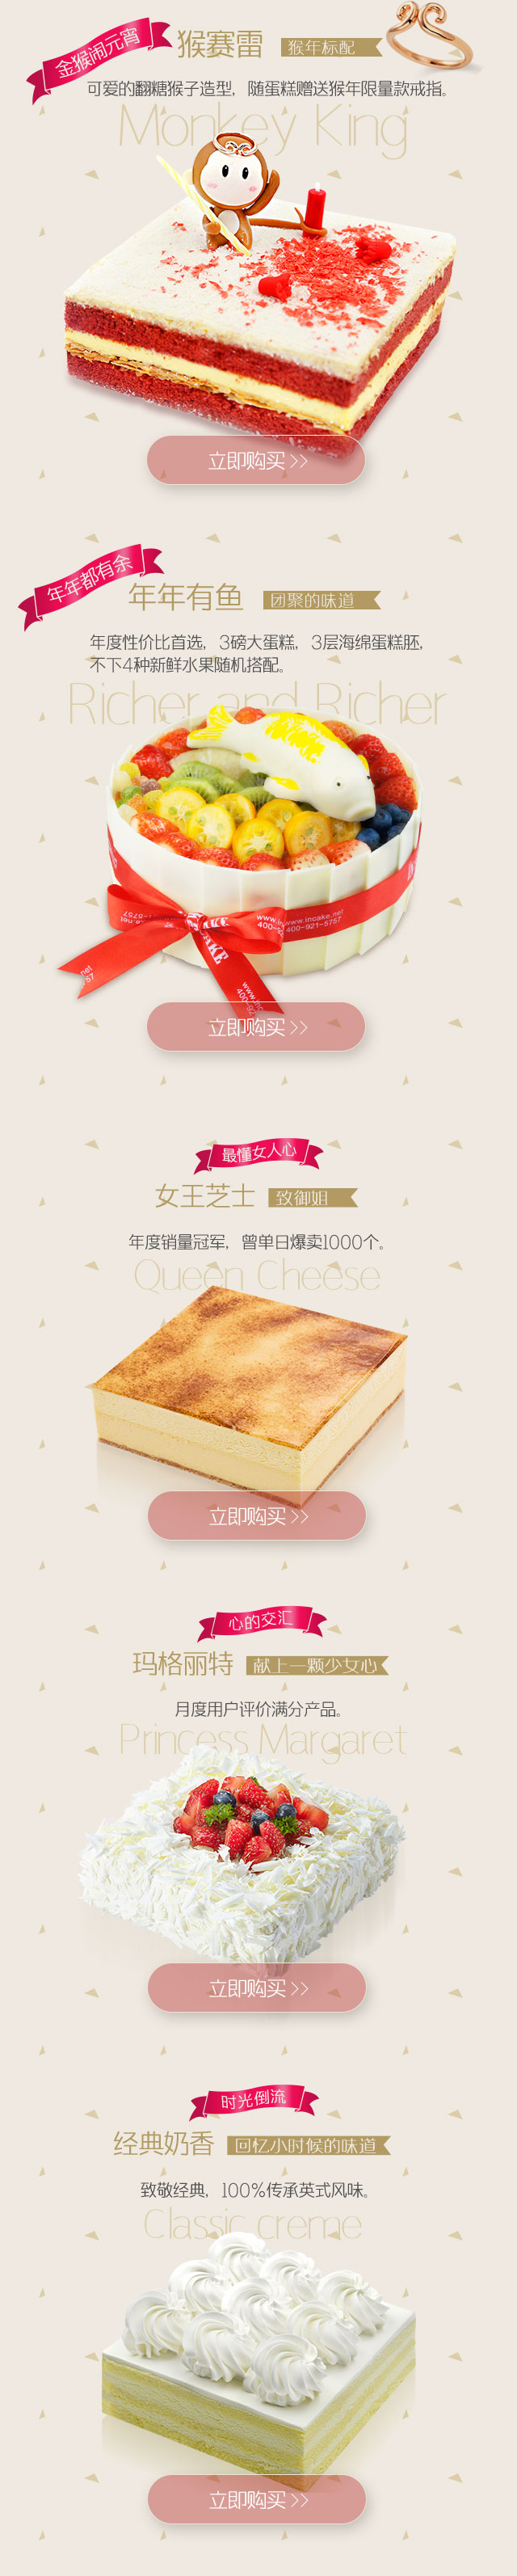 金猴闹元宵
猴赛雷
猴年标配
可爱的翻糖猴子造型，随蛋糕赠送猴年限量款戒指。
Monkey King
立即购买 >>
年年都有余
年年有鱼
团聚的味道
年度性价比首选，3磅大蛋糕，3层海绵蛋糕胚，
不下4种新鲜水果随机搭配。
Richer and Richer
www.incake.net
400-921-5757
立即购买 >>
最懂女人心
女王芝士
致御姐
年度销量冠军，曾单日爆卖1000个。
Queen Cheese
立即购买 >>
心的交汇
玛格丽特
献上一颗少女心
月度用户评价满分产品。
Princess Margaret
立即购买 >>
时光倒流
经典奶香
回忆小时候的味道
致敬经典，100%传承英式风味。
Classic creme
立即购买 >>